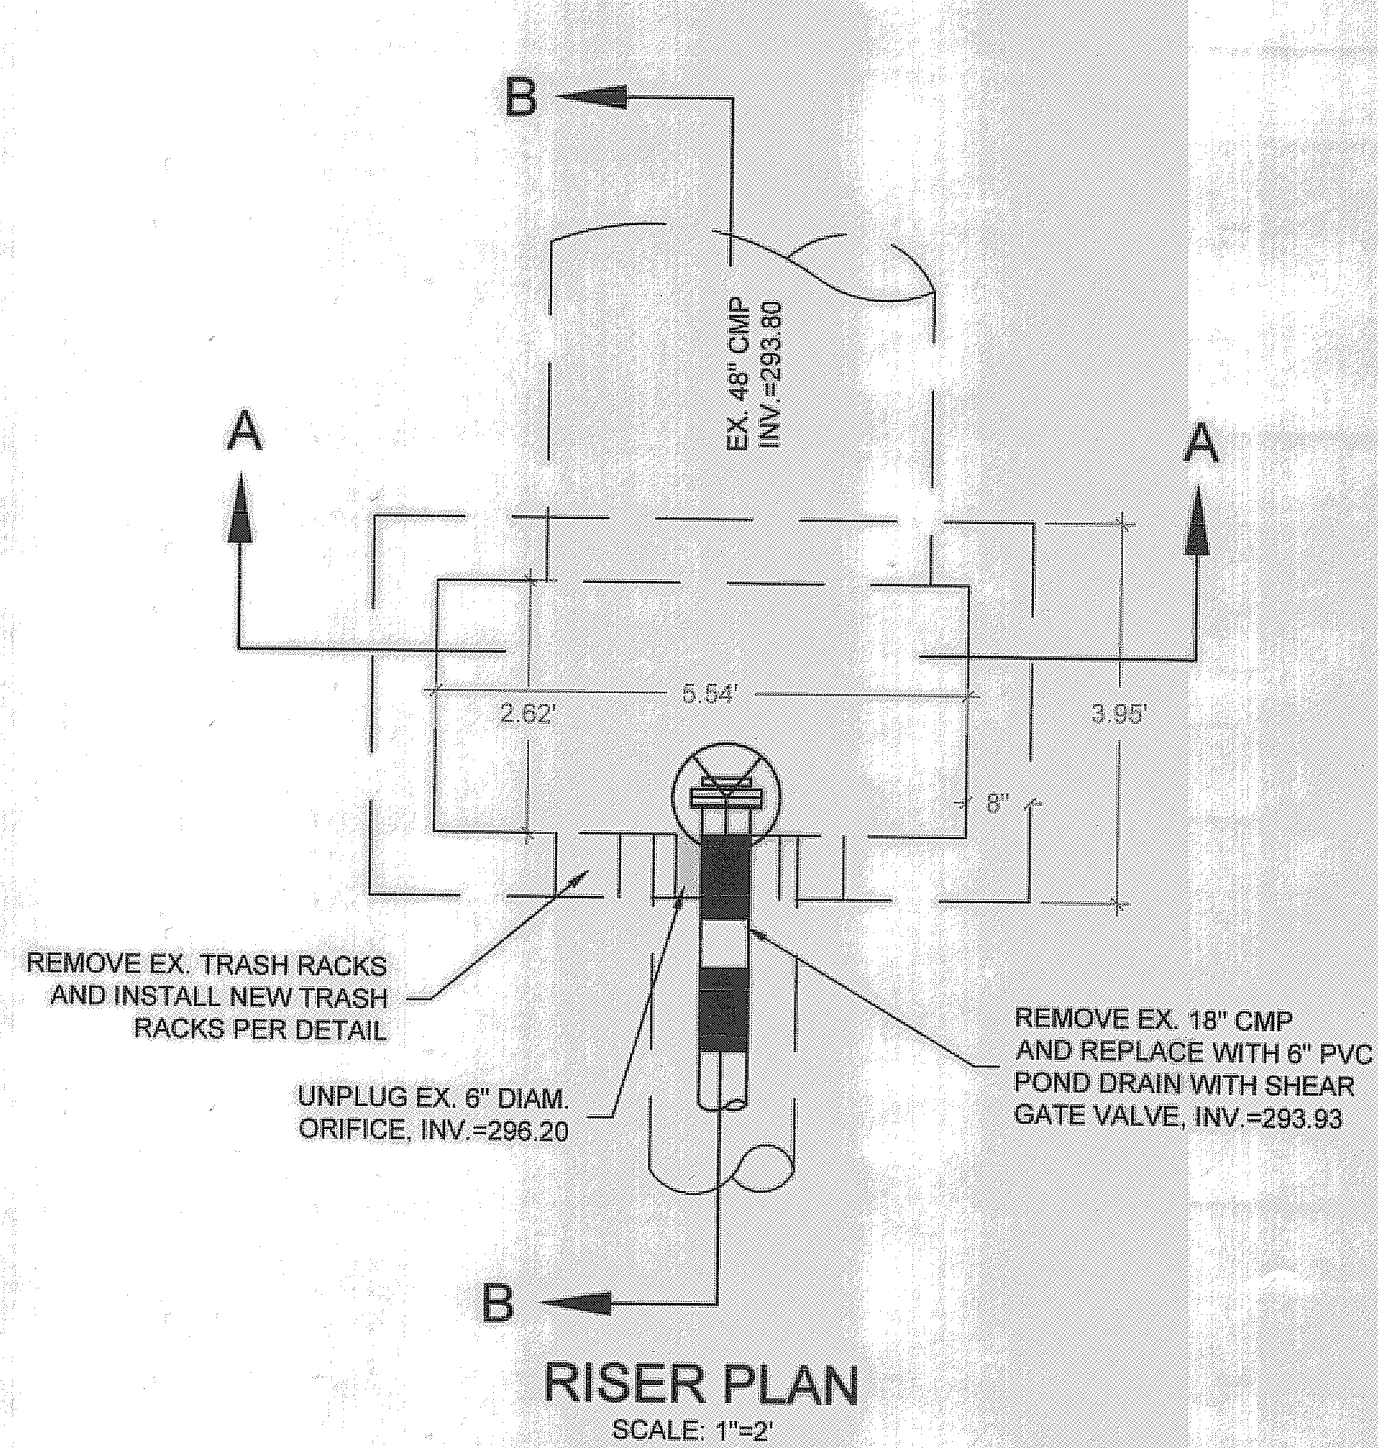 B
EX. 48" CMP
INV.=293.80
A
A
5.54'
2.62'
3.95'
8"
REMOVE EX. TRASH RACKS
AND INSTALL NEW TRASH
RACKS PER DETAIL
REMOVE EX. 18" CMP
AND REPLACE WITH 6" PVC
POND DRAIN WITH SHEAR
GATE VALVE, INV.=293.93
UNPLUG EX. 6" DIAM.
ORIFICE, INV.=296.20
B
RISER PLAN
SCALE: 1"=2'